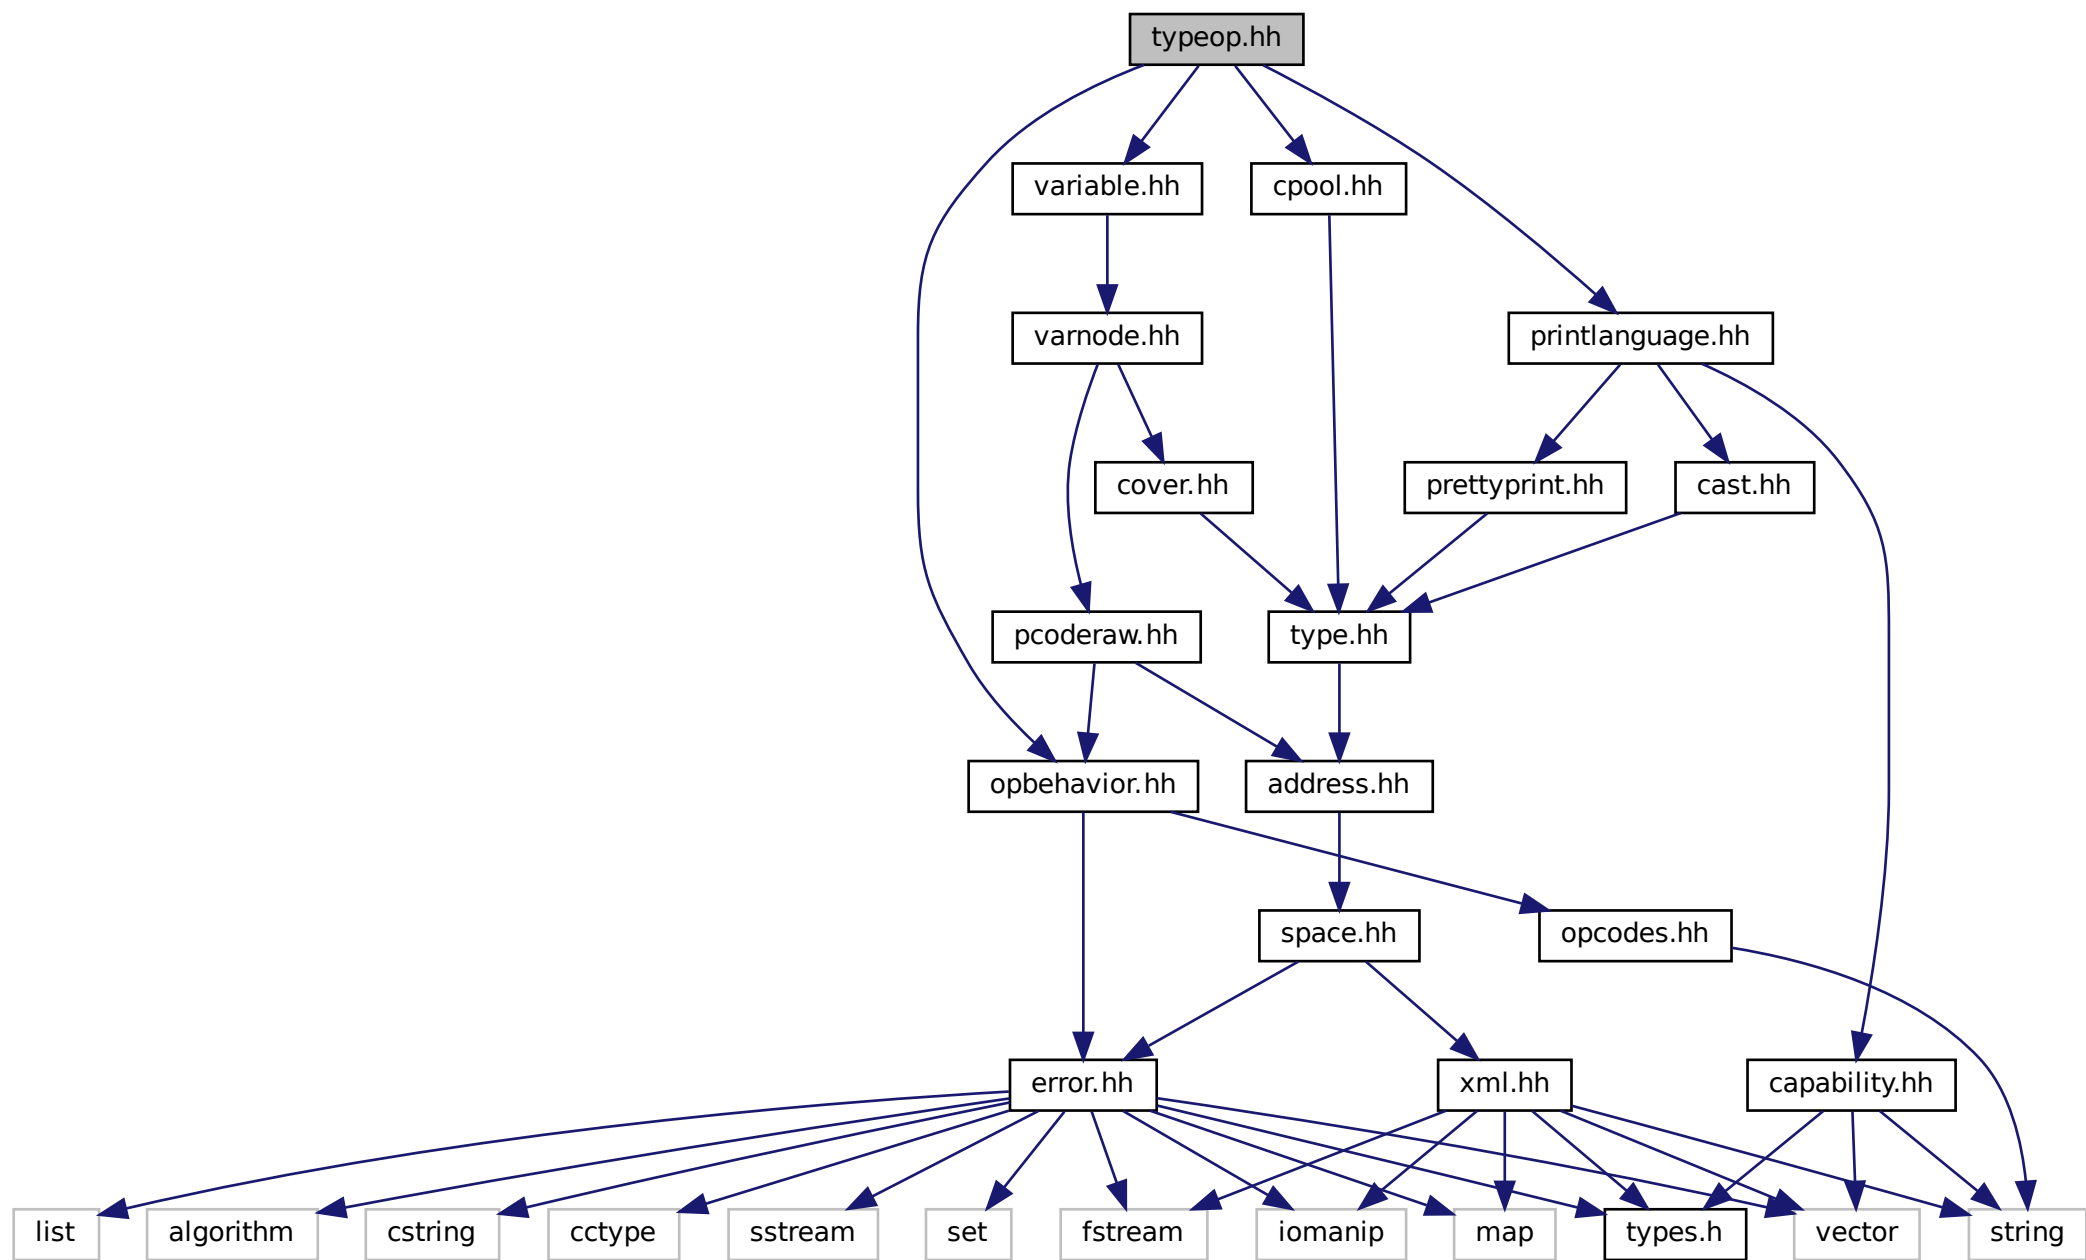 typeop.hh
variable.hh
cpool.hh
varnode.hh
printlanguage.hh
cover.hh
prettyprint.hh
cast.hh
pcoderaw.hh
type.hh
opbehavior.hh
address.hh
space.hh
opcodes.hh
error.hh
xml.hh
capability.hh
list
algorithm
cstring
cctype
sstream
set
fstream
iomanip
map
types.h
vector
string